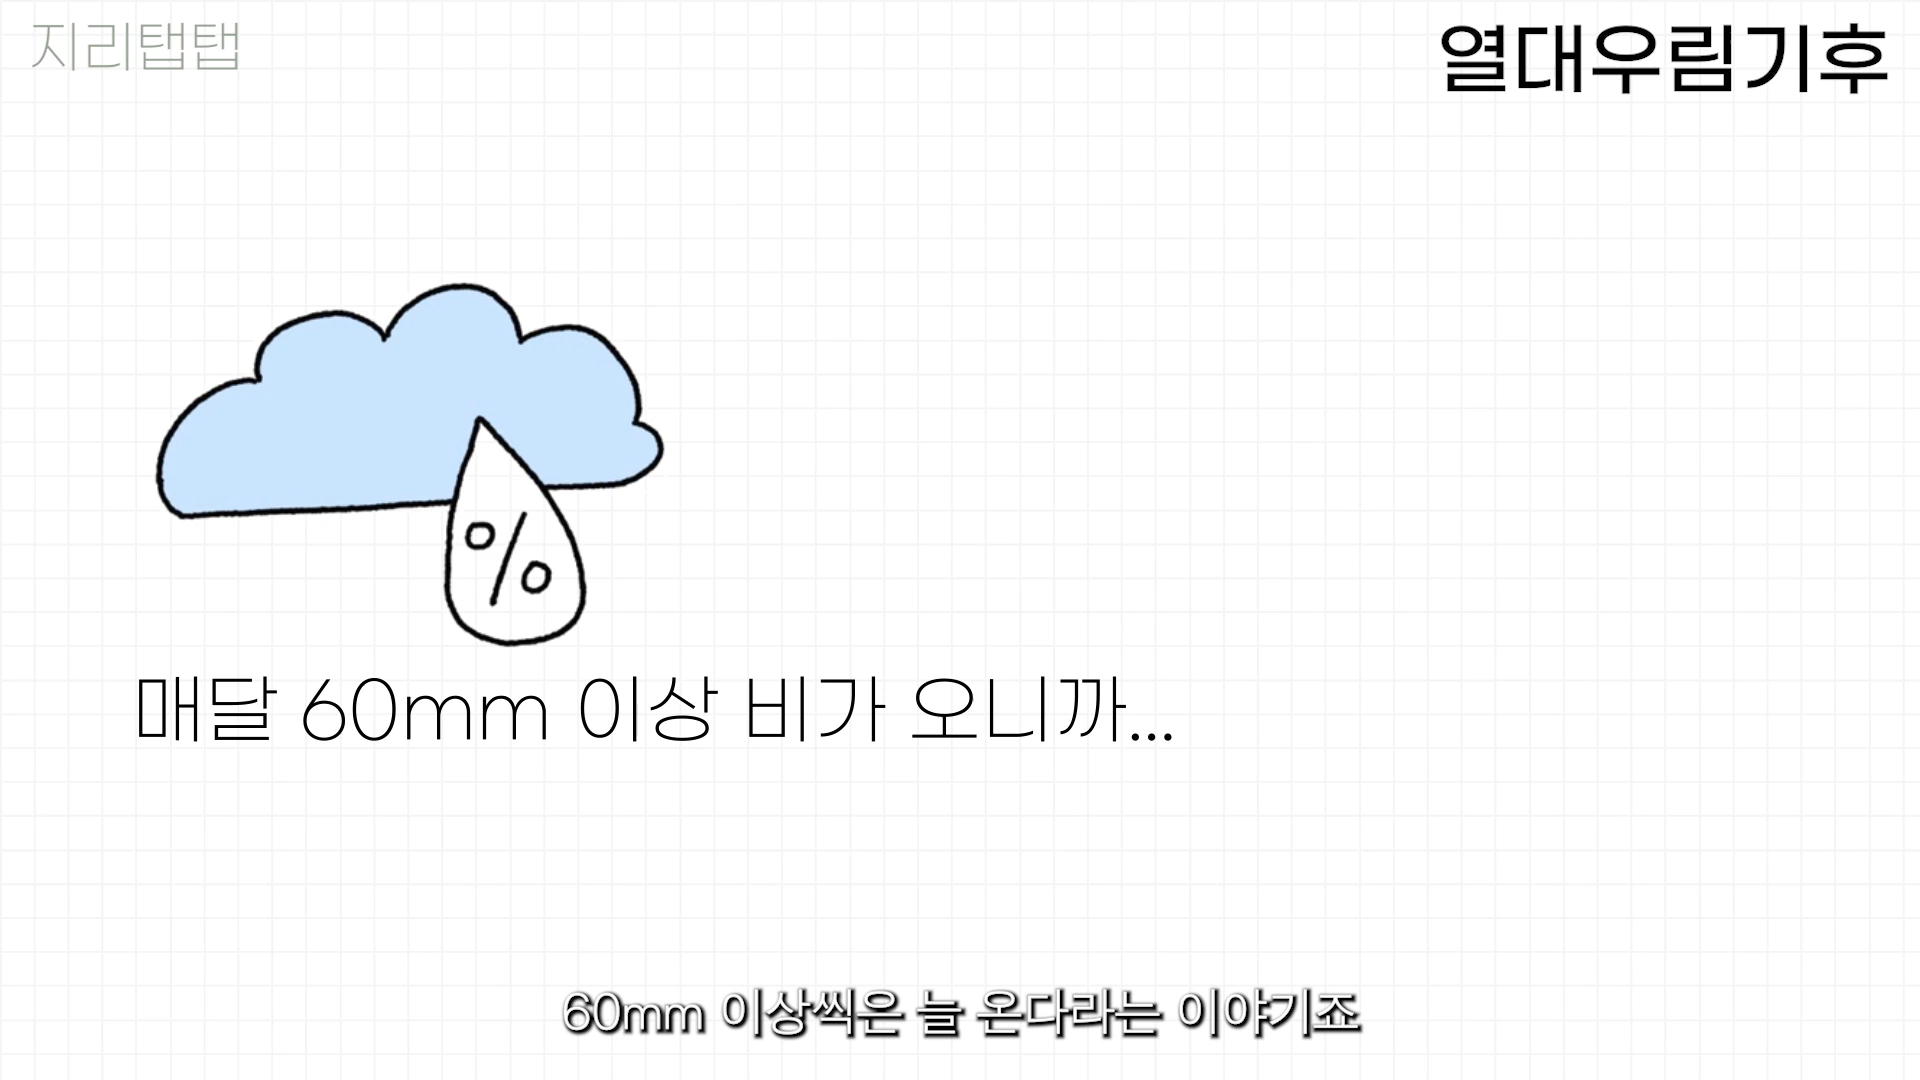 지리탭탭
열대우림기후
%
매달 60mm 이상 비가 오니까...
60mm 이상씩은 늘 온다라는 이야기죠